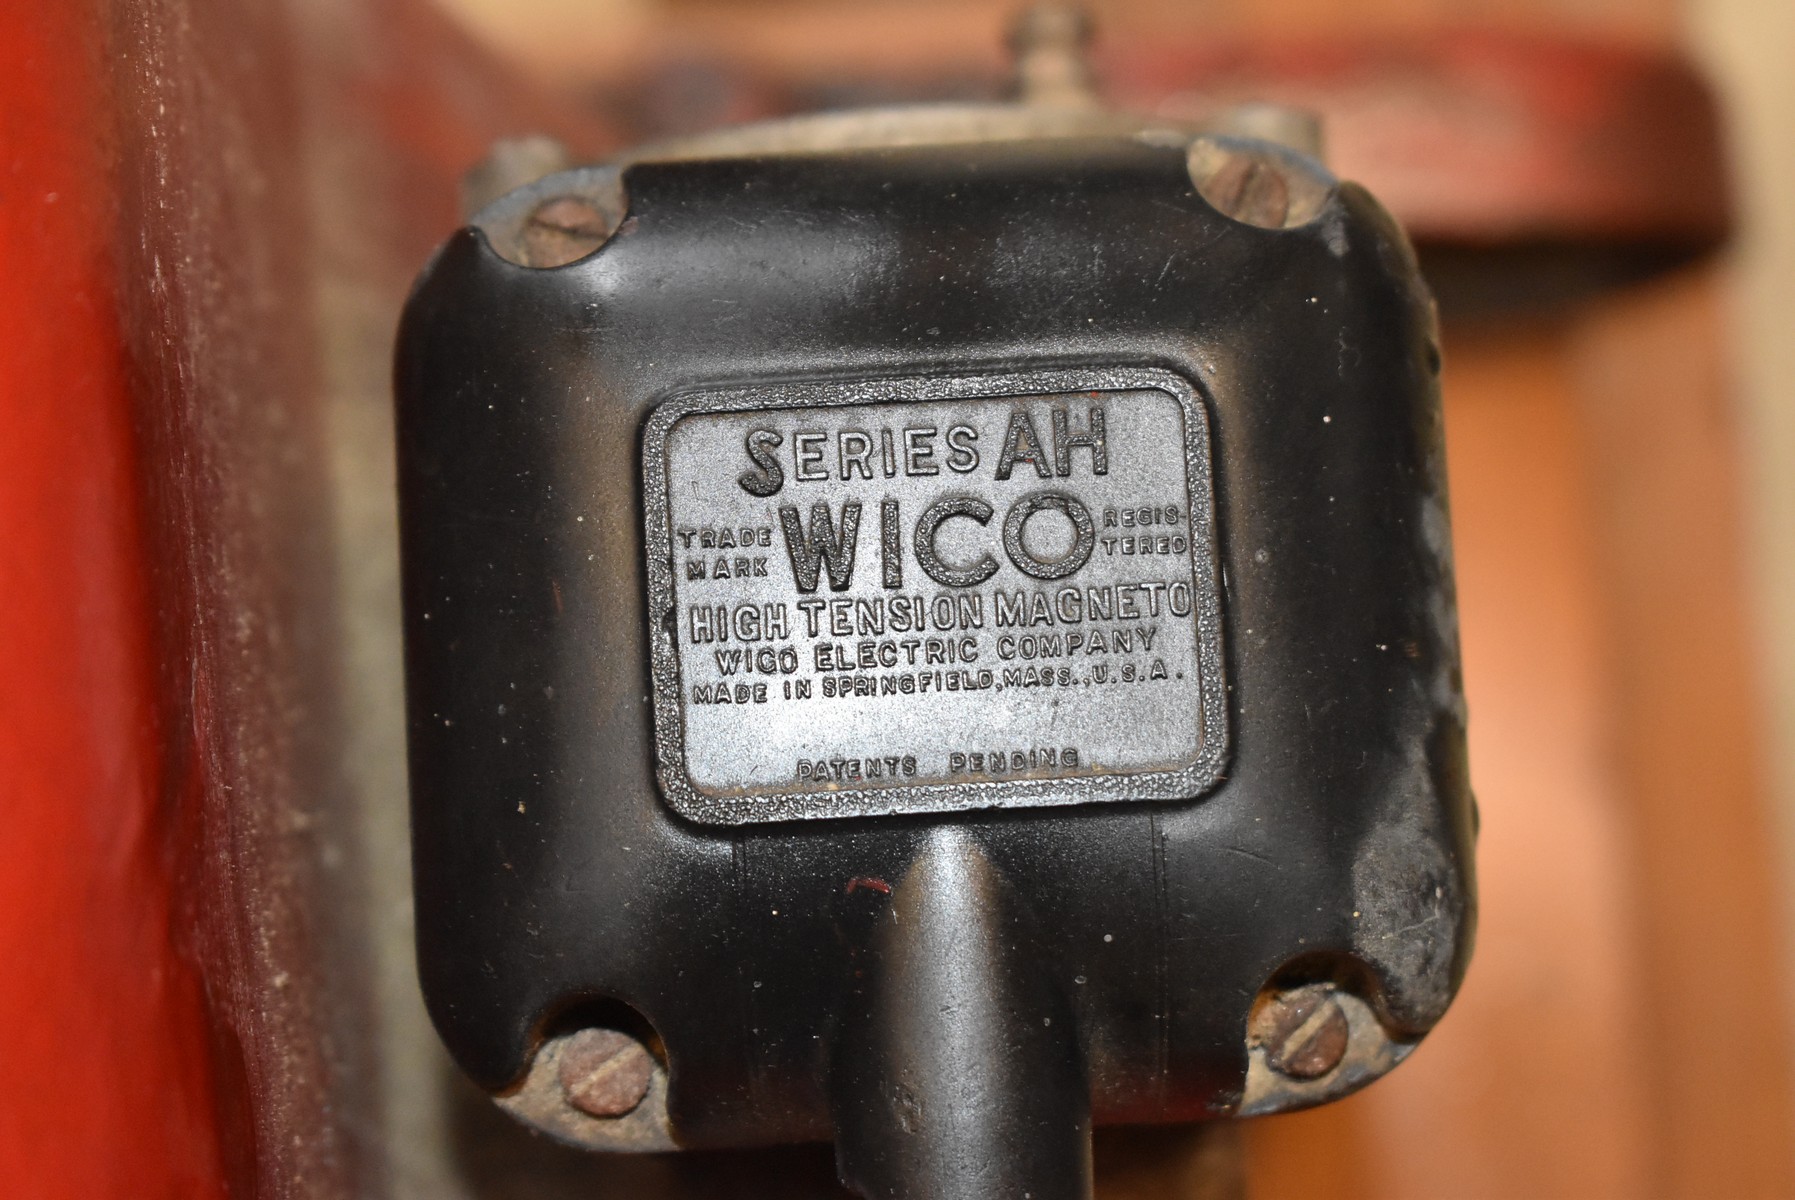 SERIES AH
TRADE MARK WICO REGIS-TERED
HIGH TENSION MAGNETO
WICO ELECTRIC COMPANY
MADE IN SPRINGFIELD, MASS., U.S.A.
PATENTS PENDING